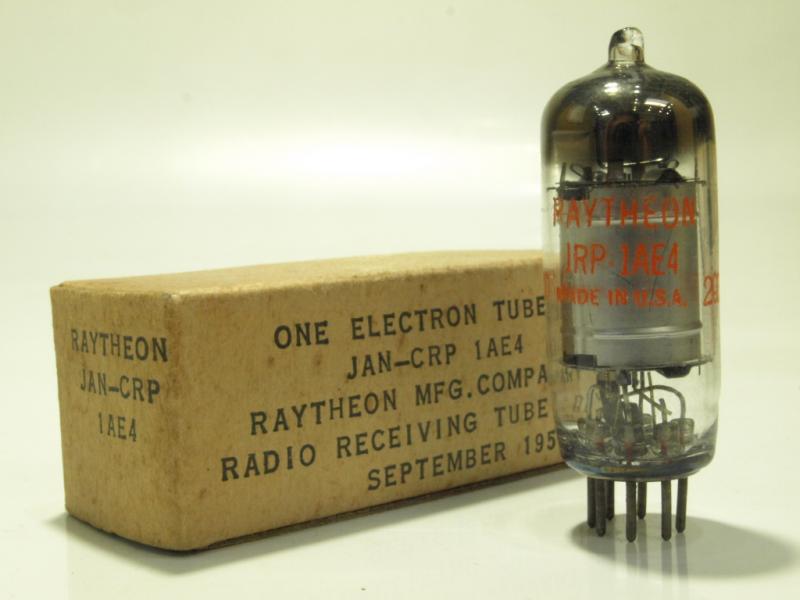 RAYTHEON
JAN-CRP
1AE4
ONE ELECTRON TUBE
JAN-CRP 1AE4
RAYTHEON MFG. COMPA
RADIO RECEIVING TUBE
SEPTEMBER 195
RAYTHEON
JRP-1AE4
MADE IN U.S.A.